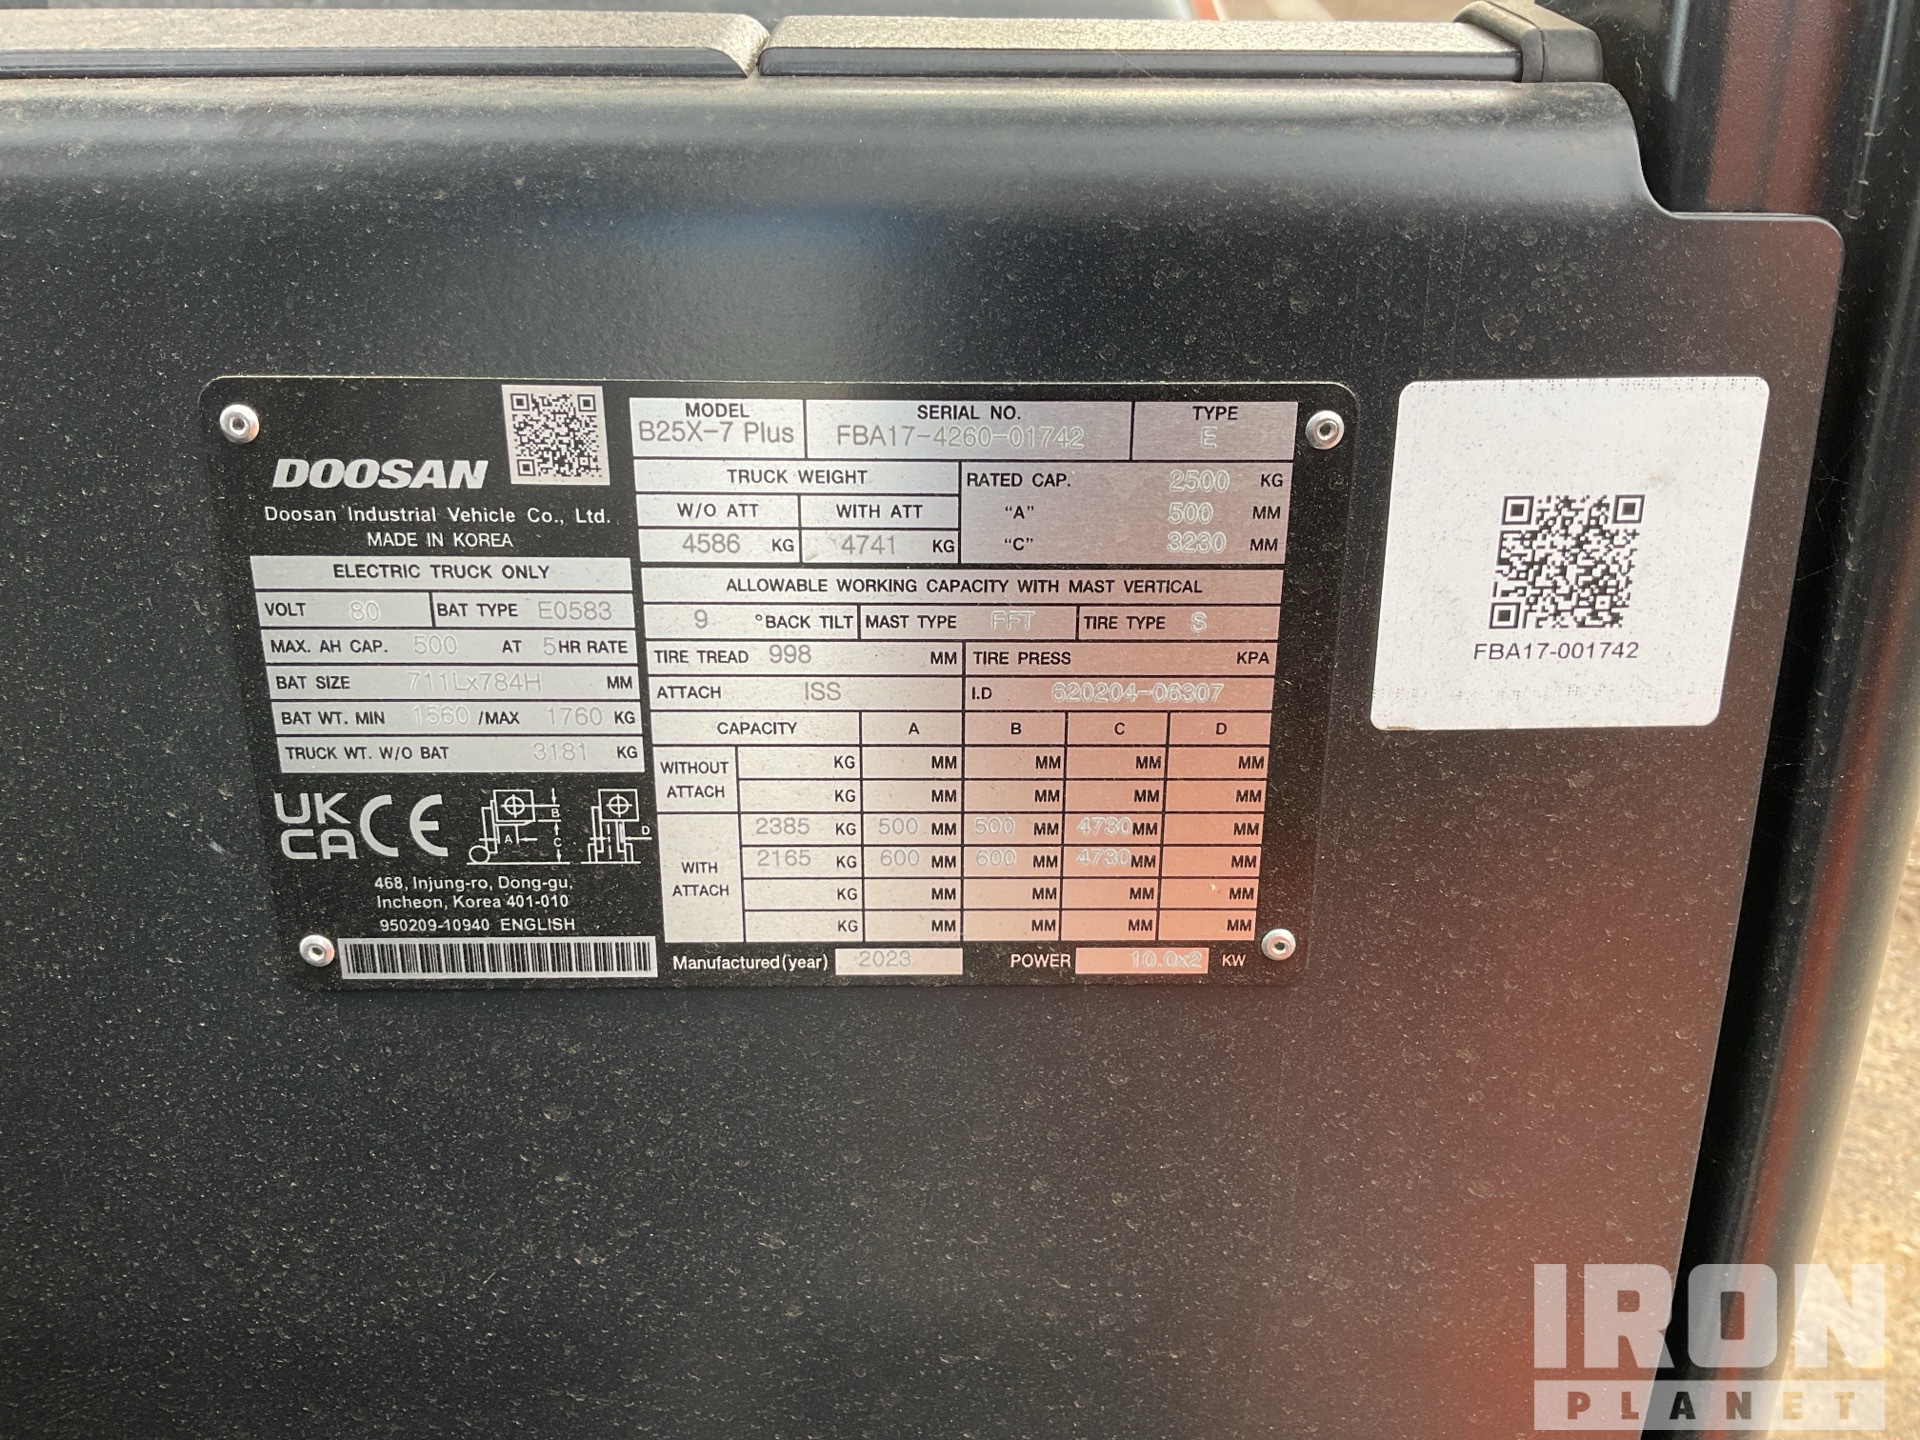 DOOSAN
Doosan Industrial Vehicle Co., Ltd.
MADE IN KOREA
ELECTRIC TRUCK ONLY
VOLT 80 BAT TYPE E0583
MAX. AH CAP. 500 AT 5 HR RATE
BAT SIZE 711Lx784H MM
BAT WT. MIN 1560 /MAX 1760 KG
TRUCK WT. W/O BAT 3181 KG
UK
CA CE
A B C D
468, Injung-ro, Dong-gu,
Incheon, Korea 401-010
950209-10940 ENGLISH
MODEL SERIAL NO. TYPE
B25X-7 Plus FBA17-4260-01742 E
TRUCK WEIGHT RATED CAP. 2500 KG
W/O ATT WITH ATT "A" 500 MM
4586 KG 4741 KG "C" 3230 MM
ALLOWABLE WORKING CAPACITY WITH MAST VERTICAL
9 °BACK TILT MAST TYPE FFT TIRE TYPE S
TIRE TREAD 998 MM TIRE PRESS KPA
ATTACH ISS I.D 620204-06307
CAPACITY A B C D
WITHOUT ATTACH KG MM MM MM MM
KG MM MM MM MM
WITH ATTACH 2385 KG 500 MM 500 MM 4730 MM MM
2165 KG 600 MM 600 MM 4730 MM MM
KG MM MM MM MM
KG MM MM MM MM
Manufactured (year) 2023 POWER 10.0x2 KW
FBA17-001742
IRON
PLANET